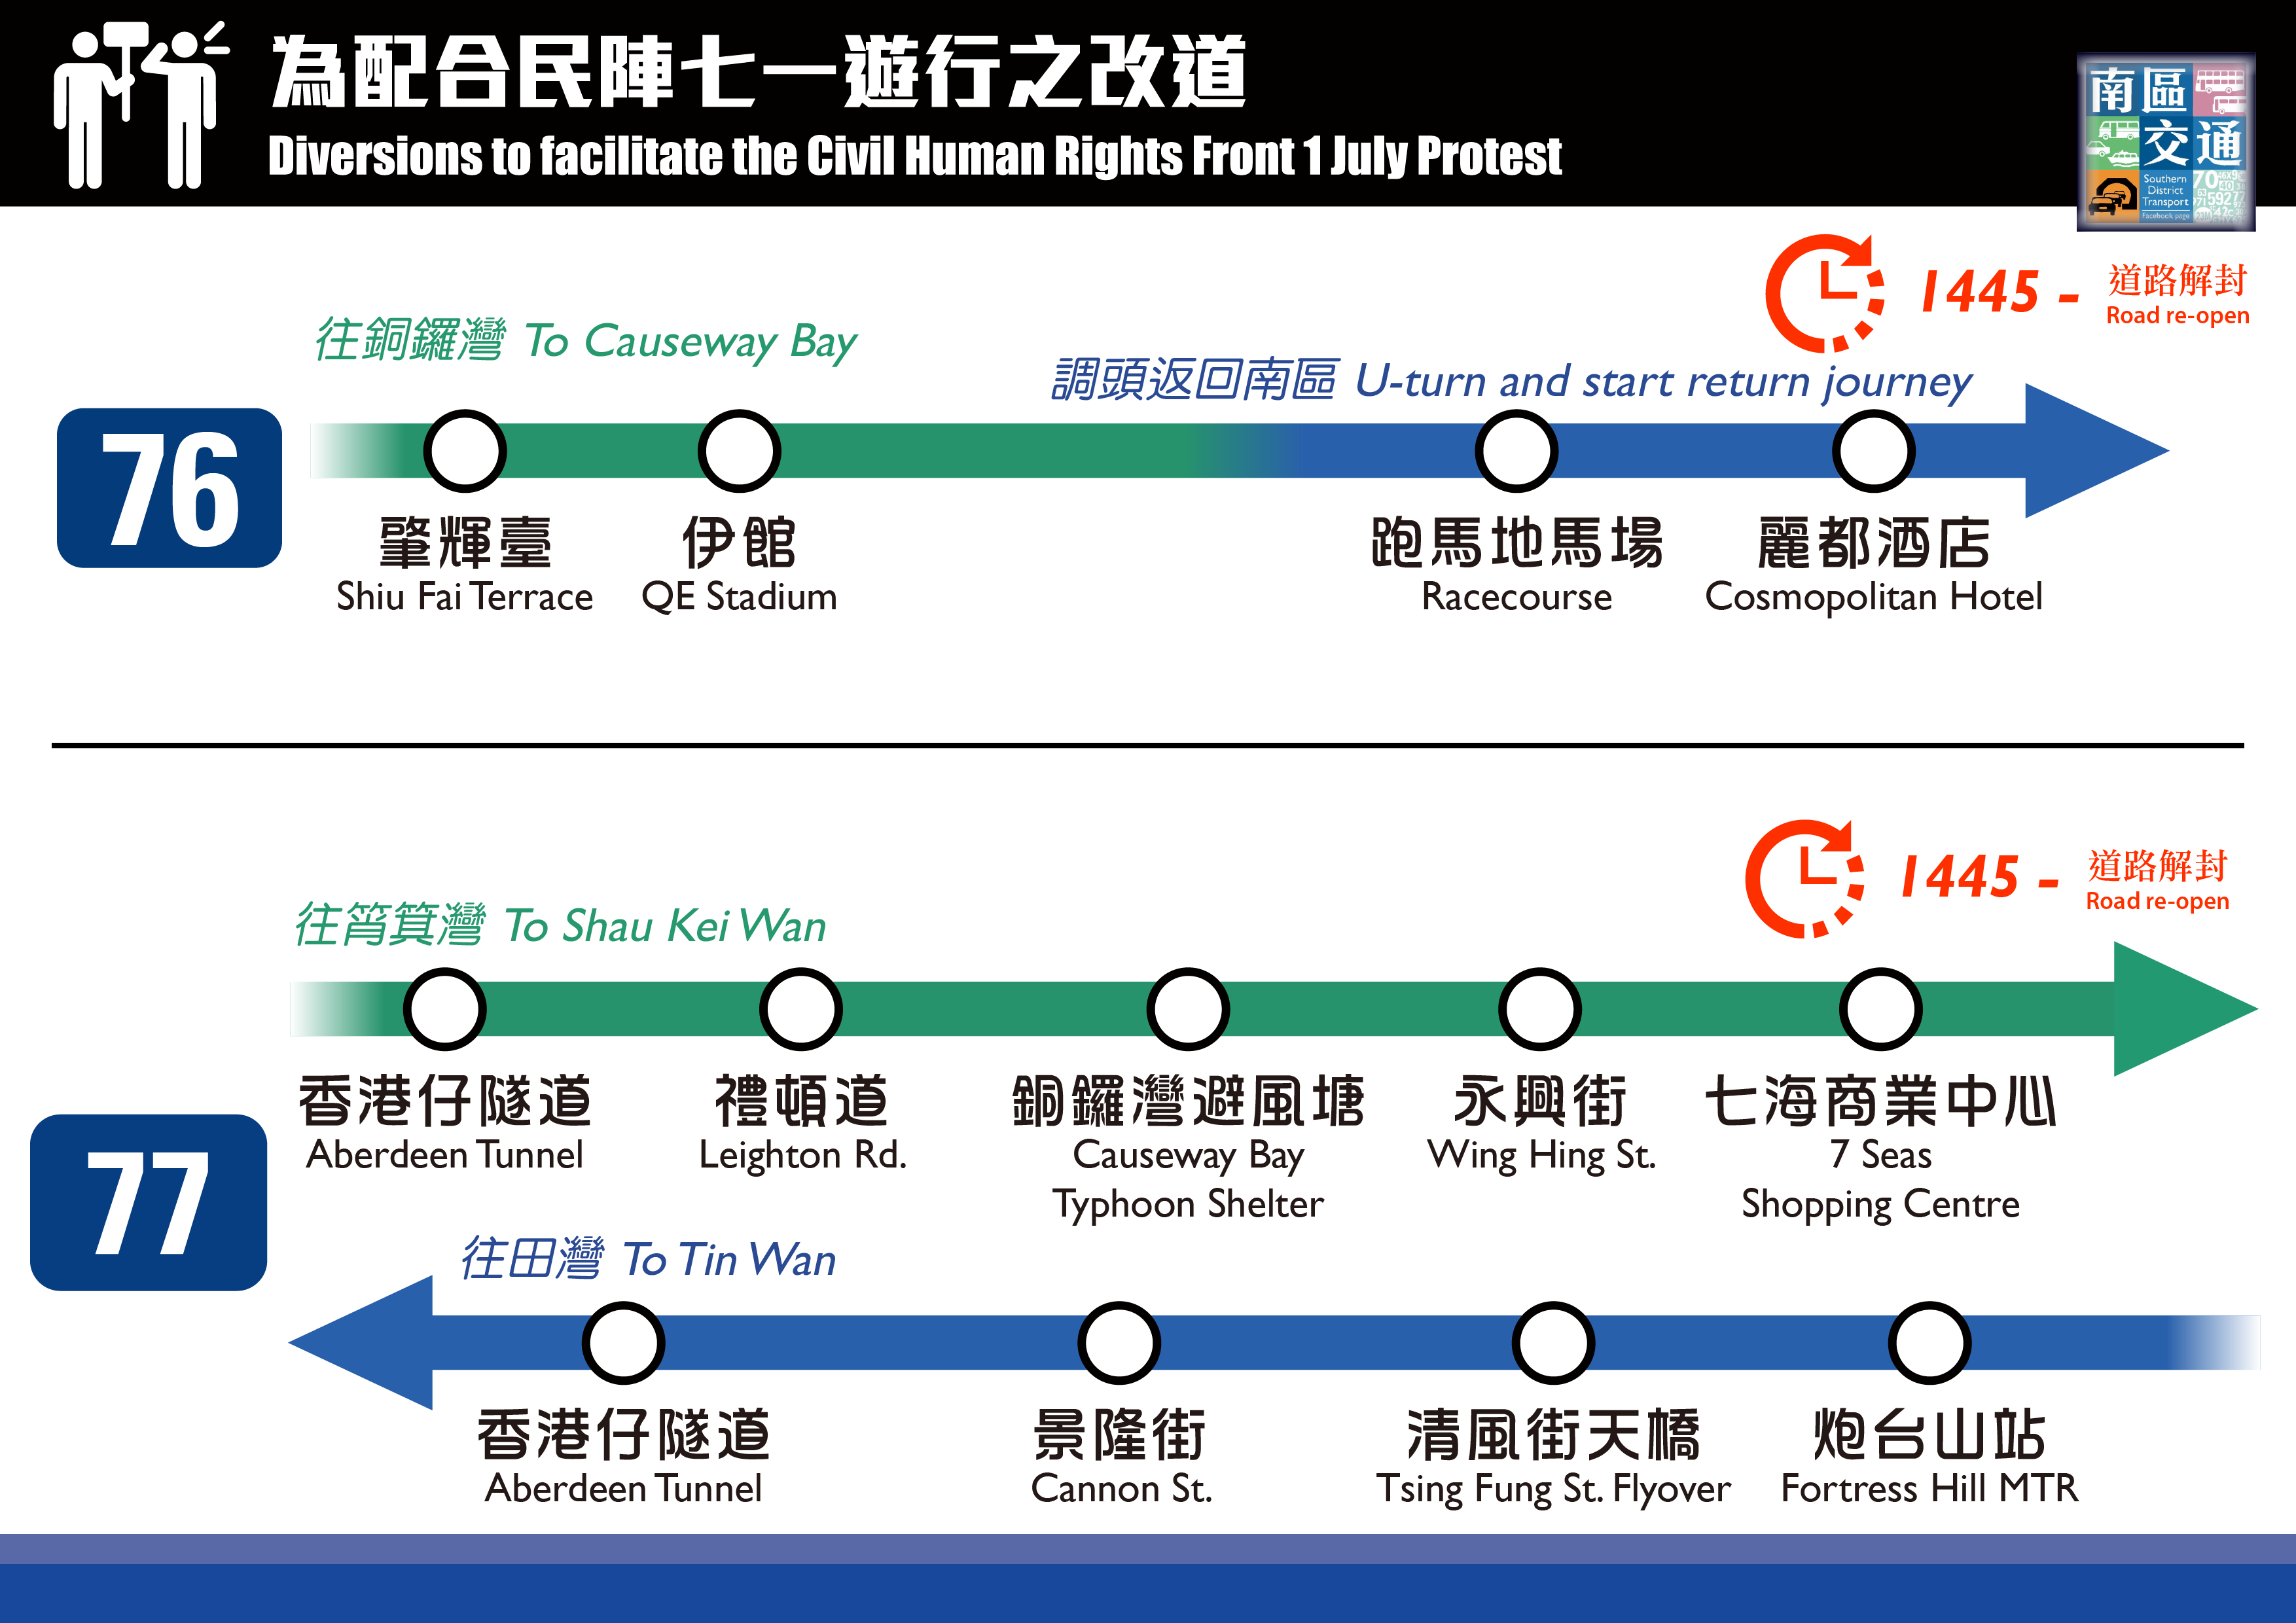 為配合民陣七一遊行之改道
Diversions to facilitate the Civil Human Rights Front 1 July Protest
南區
交通
Southern
District
Transport
Facebook page
1445 - 道路解封
Road re-open
往銅鑼灣 To Causeway Bay
調頭返回南區 U-turn and start return journey
76
肇輝臺 伊館 跑馬地馬場 麗都酒店
Shiu Fai Terrace QE Stadium Racecourse Cosmopolitan Hotel
1445 - 道路解封
Road re-open
往筲箕灣 To Shau Kei Wan
77
香港仔隧道 禮頓道 銅鑼灣避風塘 永興街 七海商業中心
Aberdeen Tunnel Leighton Rd. Causeway Bay Wing Hing St. 7 Seas
Typhoon Shelter Shopping Centre
往田灣 To Tin Wan
香港仔隧道 景隆街 清風街天橋 炮台山站
Aberdeen Tunnel Cannon St. Tsing Fung St. Flyover Fortress Hill MTR